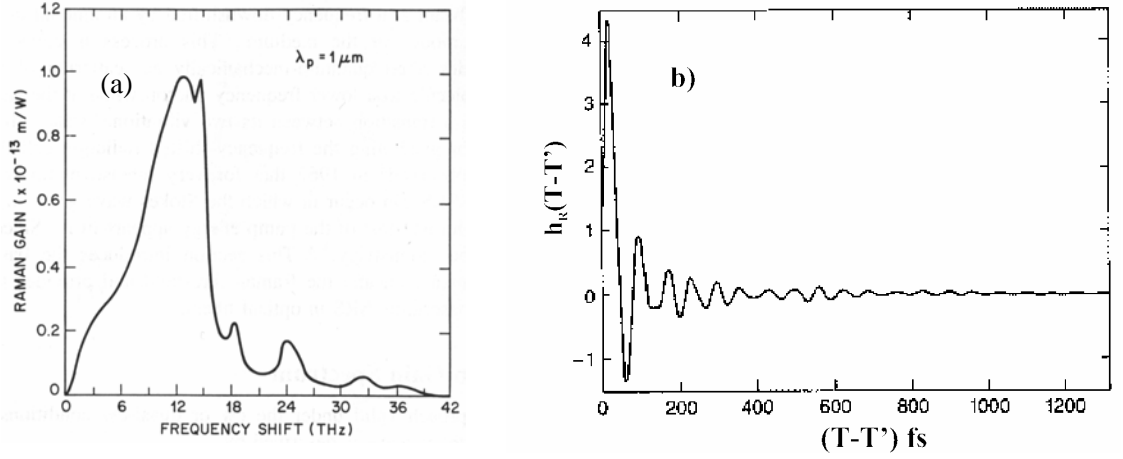 1.2
1.0
0.8
0.6
0.4
0.2
0
RAMAN GAIN (x 10⁻¹³ m/W)
(a)
λp = 1 μm
0 6 12 18 24 30 36 42
FREQUENCY SHIFT (THz)
4
3
2
1
0
-1
h_R(T-T')
b)
0 200 400 600 800 1000 1200
(T-T') fs